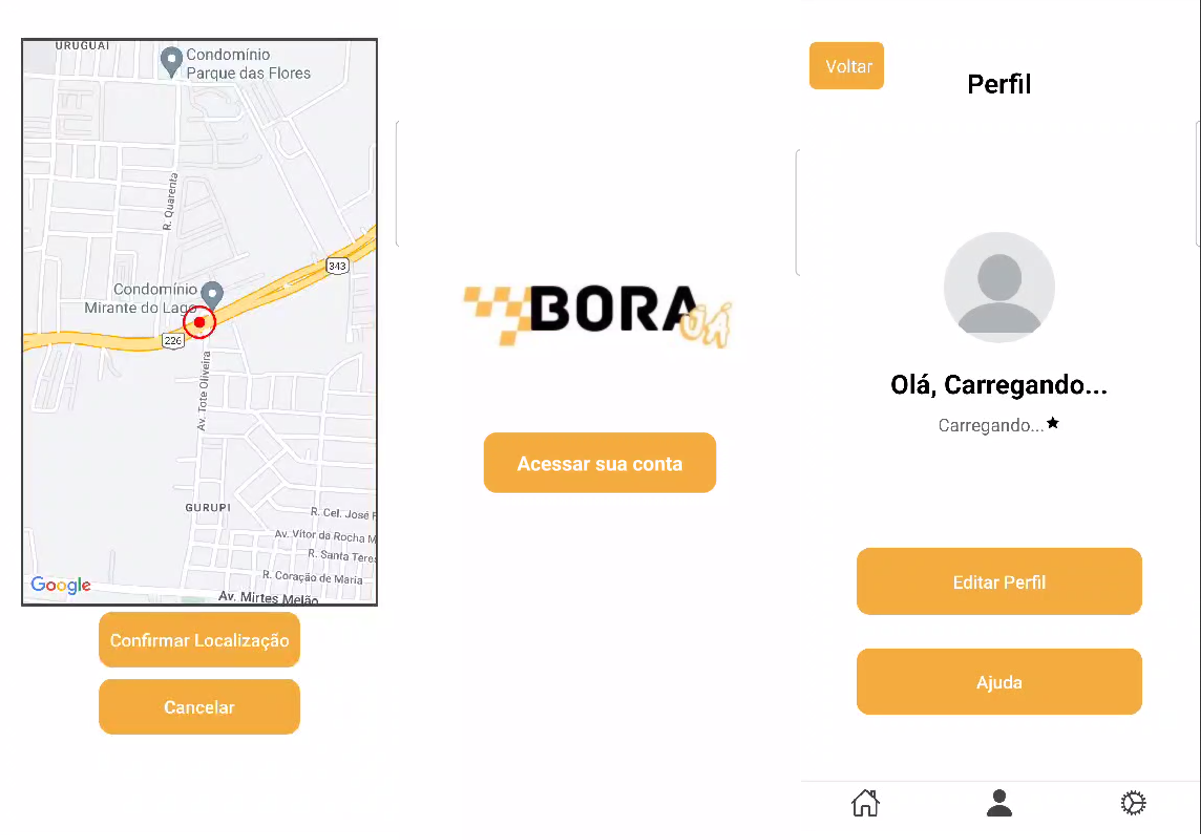 URUGUAI
Condomínio
Parque das Flores
R. Quarenta
343
Condomínio
Mirante do Lago
226
Av. Tote Oliveira
GURUPI
R. Cel. José F
Av. Vitor da Rocha M
R. Santa Teres
R. Coração de Maria
Av. Mirtes Melão
Google
Confirmar Localização
Cancelar
BORA
JÁ
Acessar sua conta
Voltar
Perfil
Olá, Carregando...
Carregando...
Editar Perfil
Ajuda